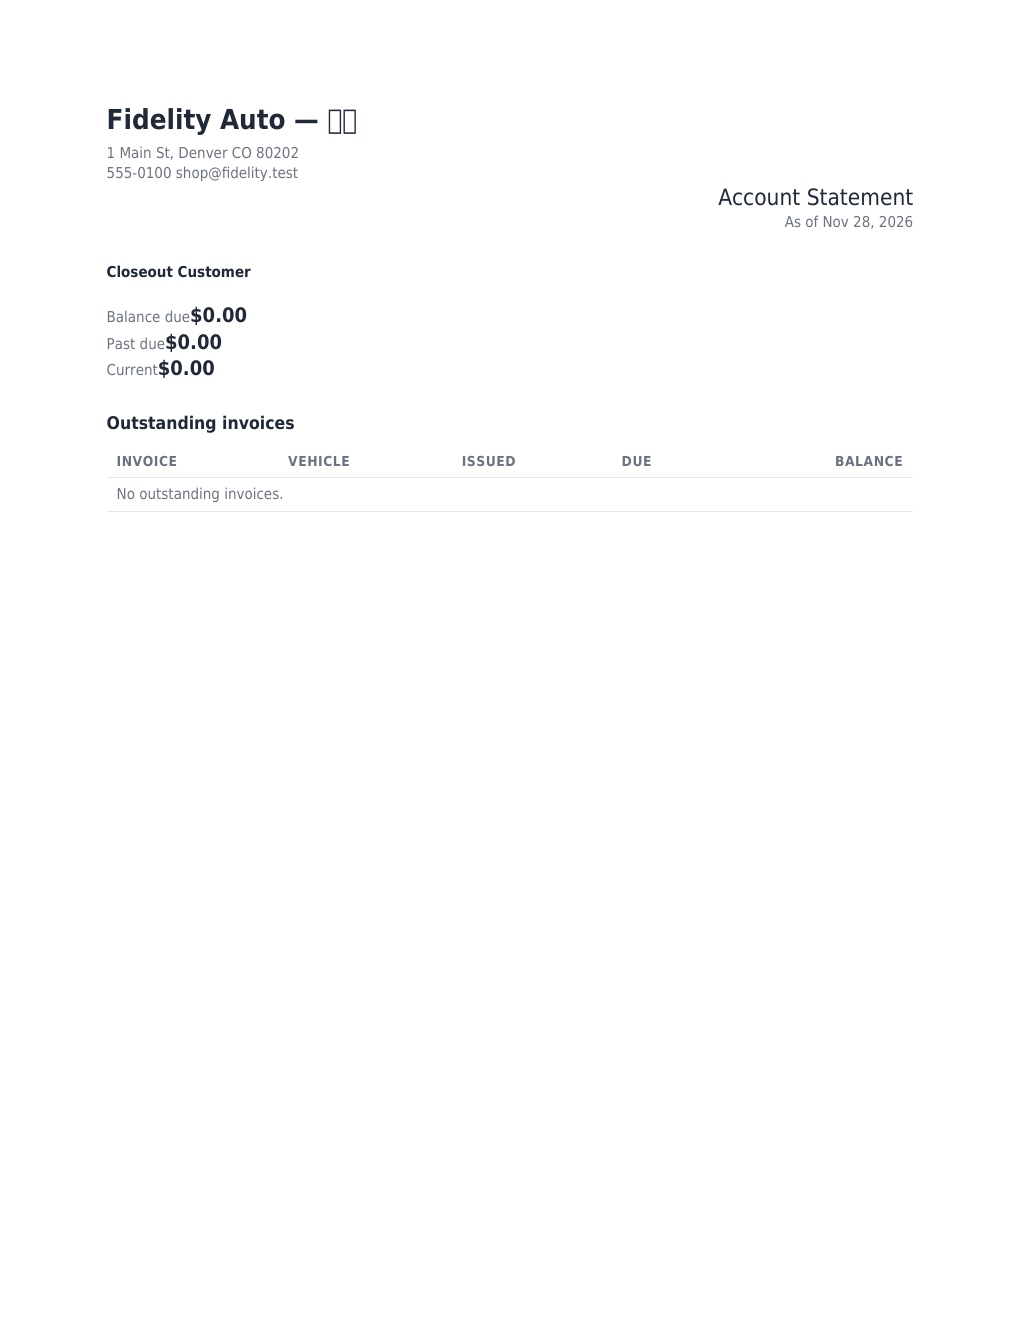 Fidelity Auto —
1 Main St, Denver CO 80202
555-0100 shop@fidelity.test
Account Statement
As of Nov 28, 2026
Closeout Customer
Balance due$0.00
Past due$0.00
Current$0.00
Outstanding invoices
INVOICE VEHICLE ISSUED DUE BALANCE
No outstanding invoices.